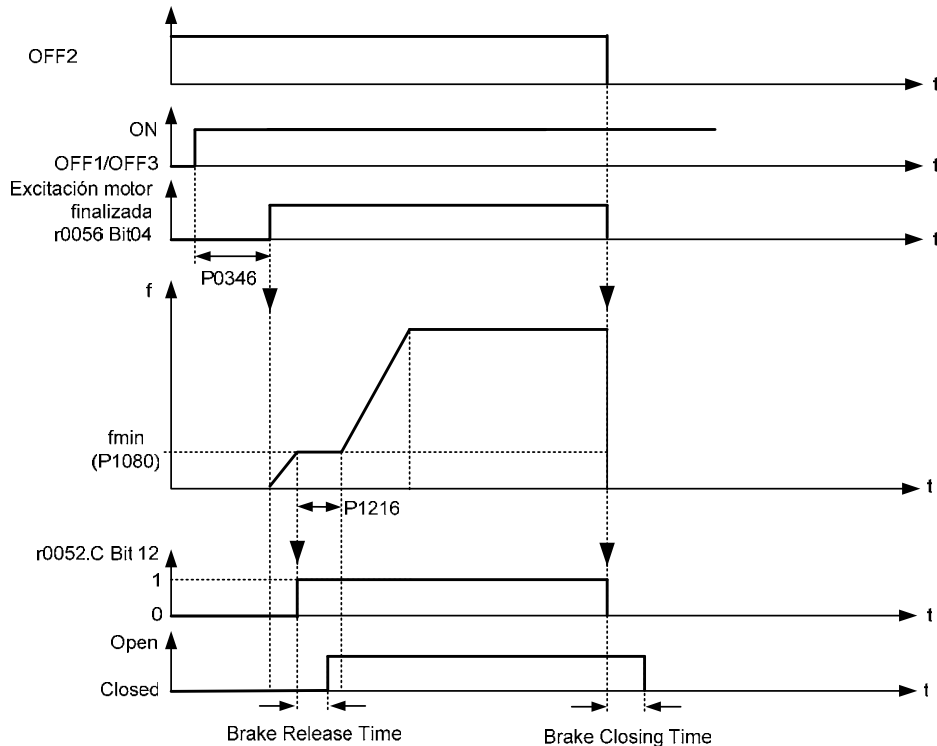 OFF2
t
ON
OFF1/OFF3
t
Excitación motor
finalizada
r0056 Bit04
t
P0346
f
fmin
(P1080)
P1216
t
r0052.C Bit 12
1
0
t
Open
Closed
t
Brake Release Time
Brake Closing Time